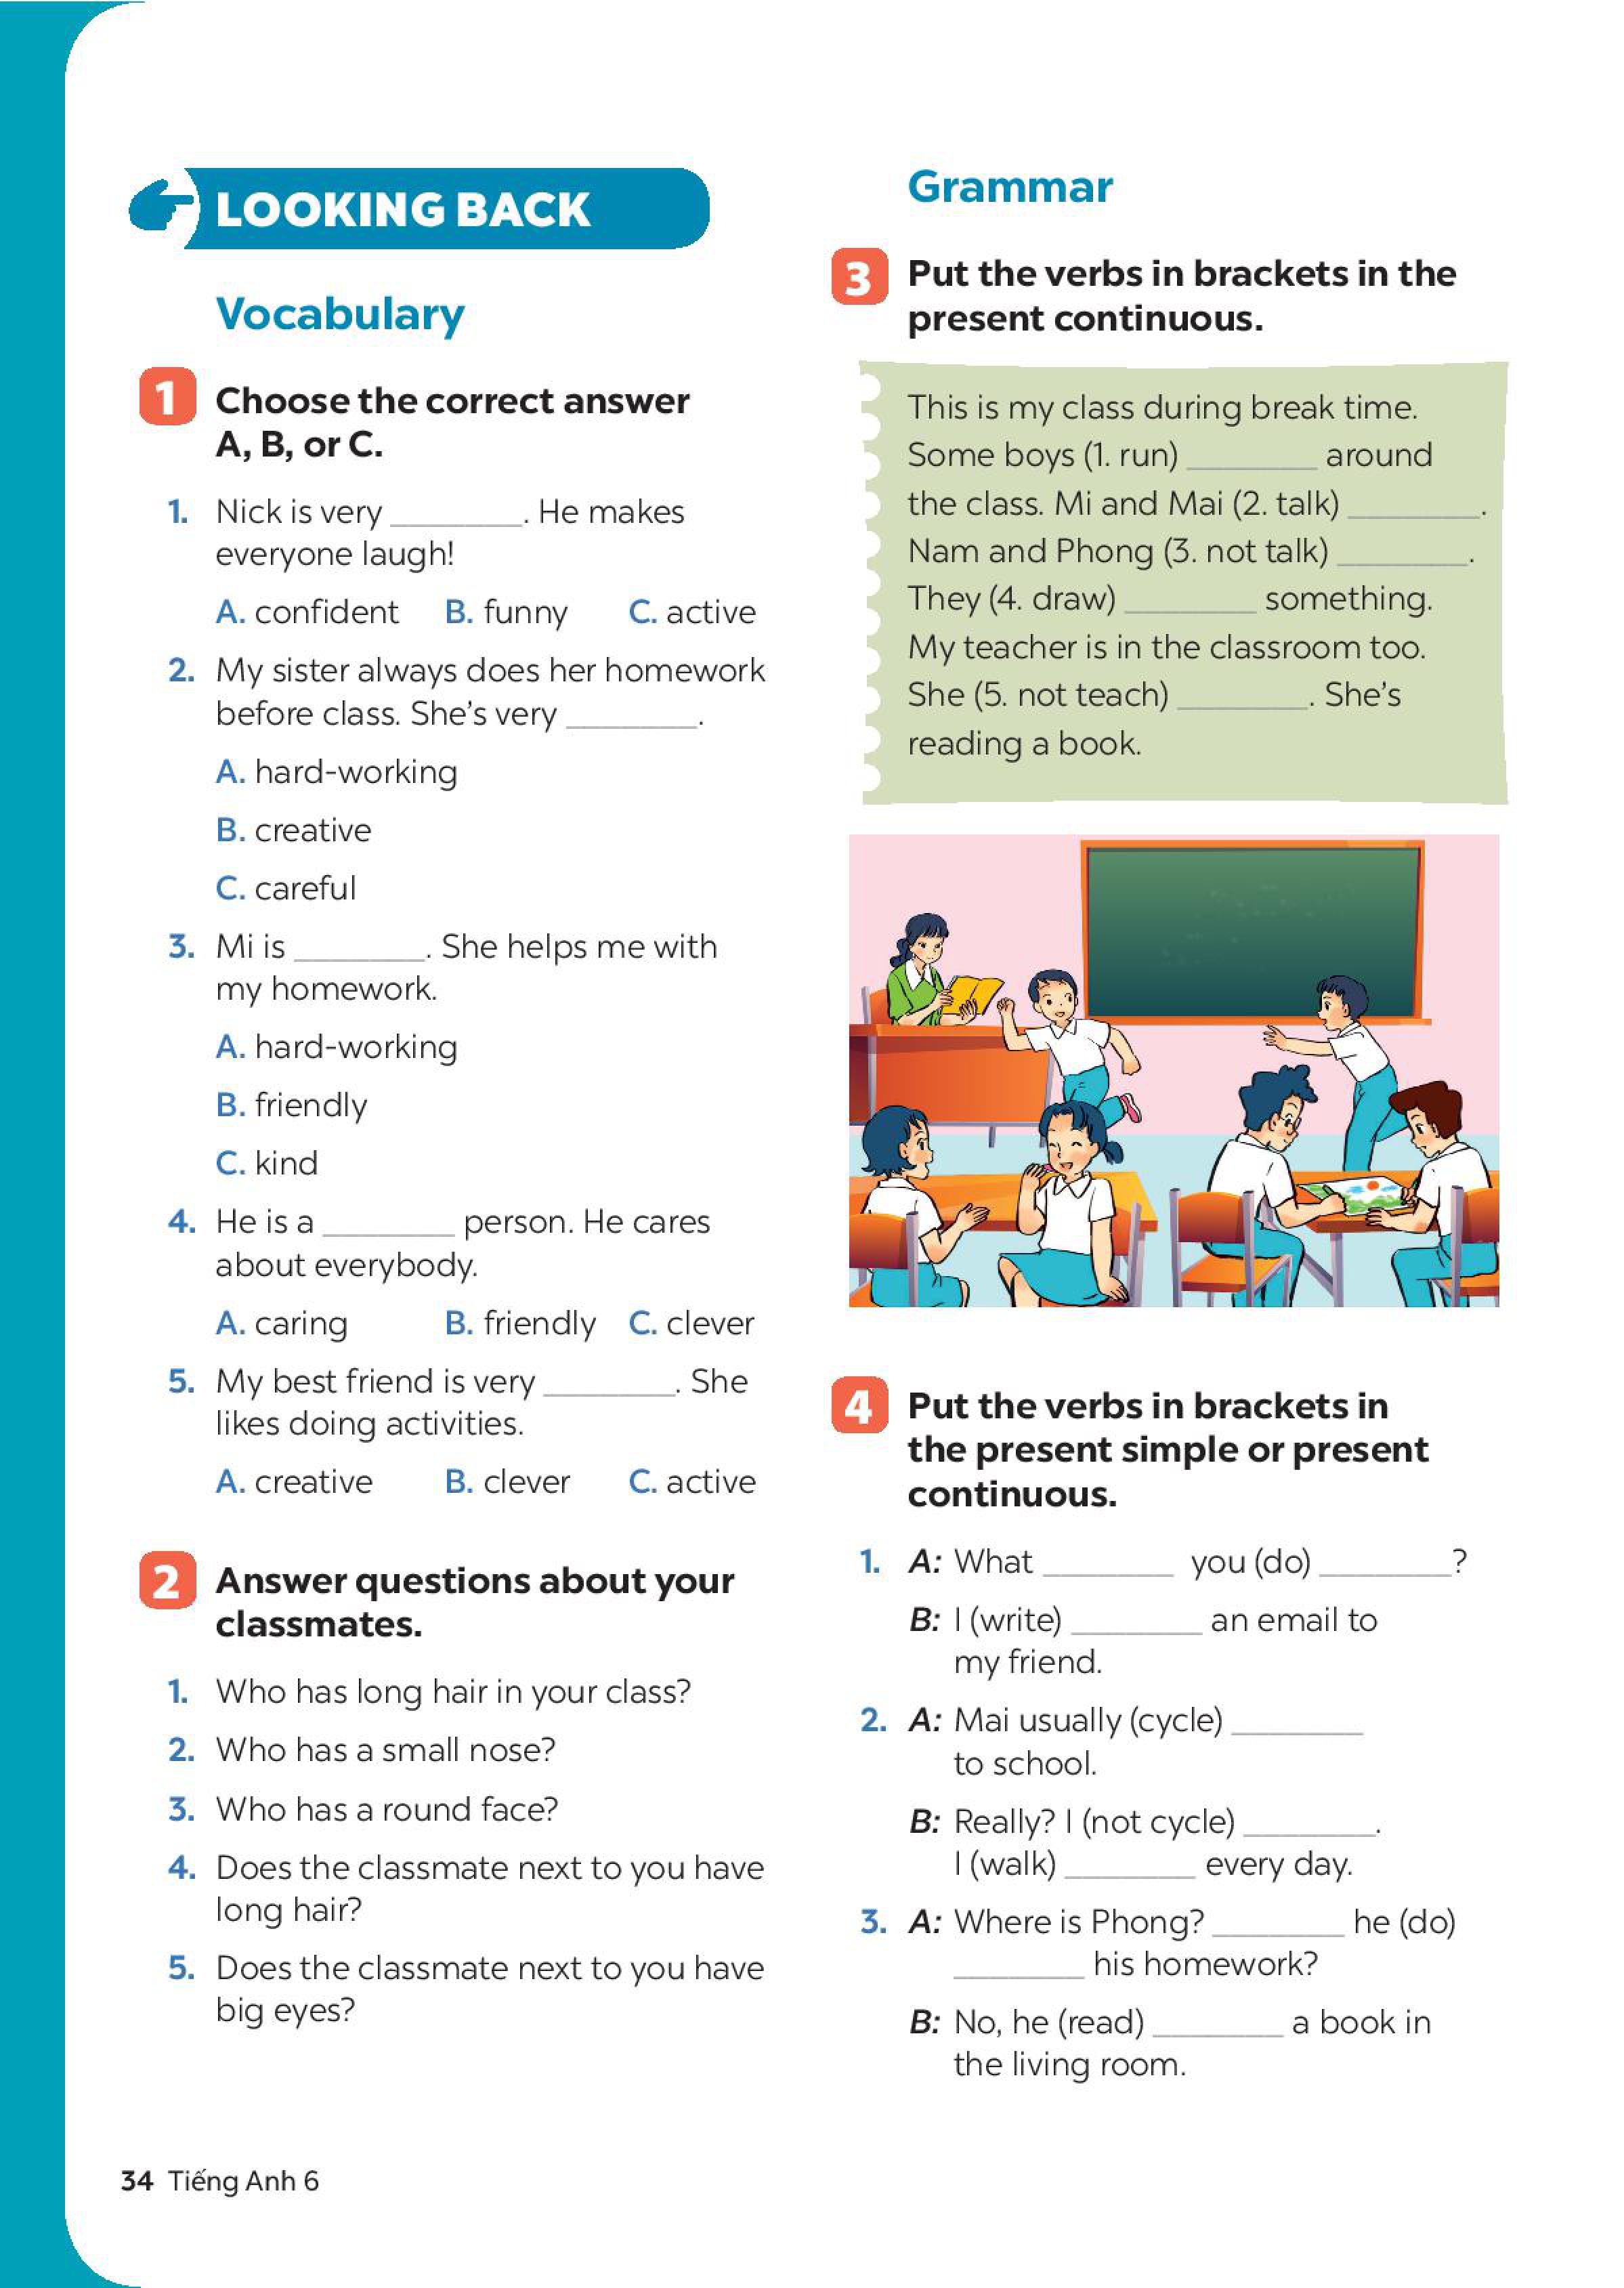 LOOKING BACK
Vocabulary
1 Choose the correct answer
A, B, or C.
1. Nick is very ________. He makes
everyone laugh!
A. confident B. funny C. active
2. My sister always does her homework
before class. She's very ________.
A. hard-working
B. creative
C. careful
3. Mi is ________. She helps me with
my homework.
A. hard-working
B. friendly
C. kind
4. He is a ________ person. He cares
about everybody.
A. caring B. friendly C. clever
5. My best friend is very ________. She
likes doing activities.
A. creative B. clever C. active
2 Answer questions about your
classmates.
1. Who has long hair in your class?
2. Who has a small nose?
3. Who has a round face?
4. Does the classmate next to you have
long hair?
5. Does the classmate next to you have
big eyes?
Grammar
3 Put the verbs in brackets in the
present continuous.
This is my class during break time.
Some boys (1. run) ________ around
the class. Mi and Mai (2. talk) ________.
Nam and Phong (3. not talk) ________.
They (4. draw) ________ something.
My teacher is in the classroom too.
She (5. not teach) ________. She's
reading a book.
4 Put the verbs in brackets in
the present simple or present
continuous.
1. A: What ________ you (do) ________?
B: I (write) ________ an email to
my friend.
2. A: Mai usually (cycle) ________
to school.
B: Really? I (not cycle) ________.
I (walk) ________ every day.
3. A: Where is Phong? ________ he (do)
________ his homework?
B: No, he (read) ________ a book in
the living room.
34 Tiếng Anh 6